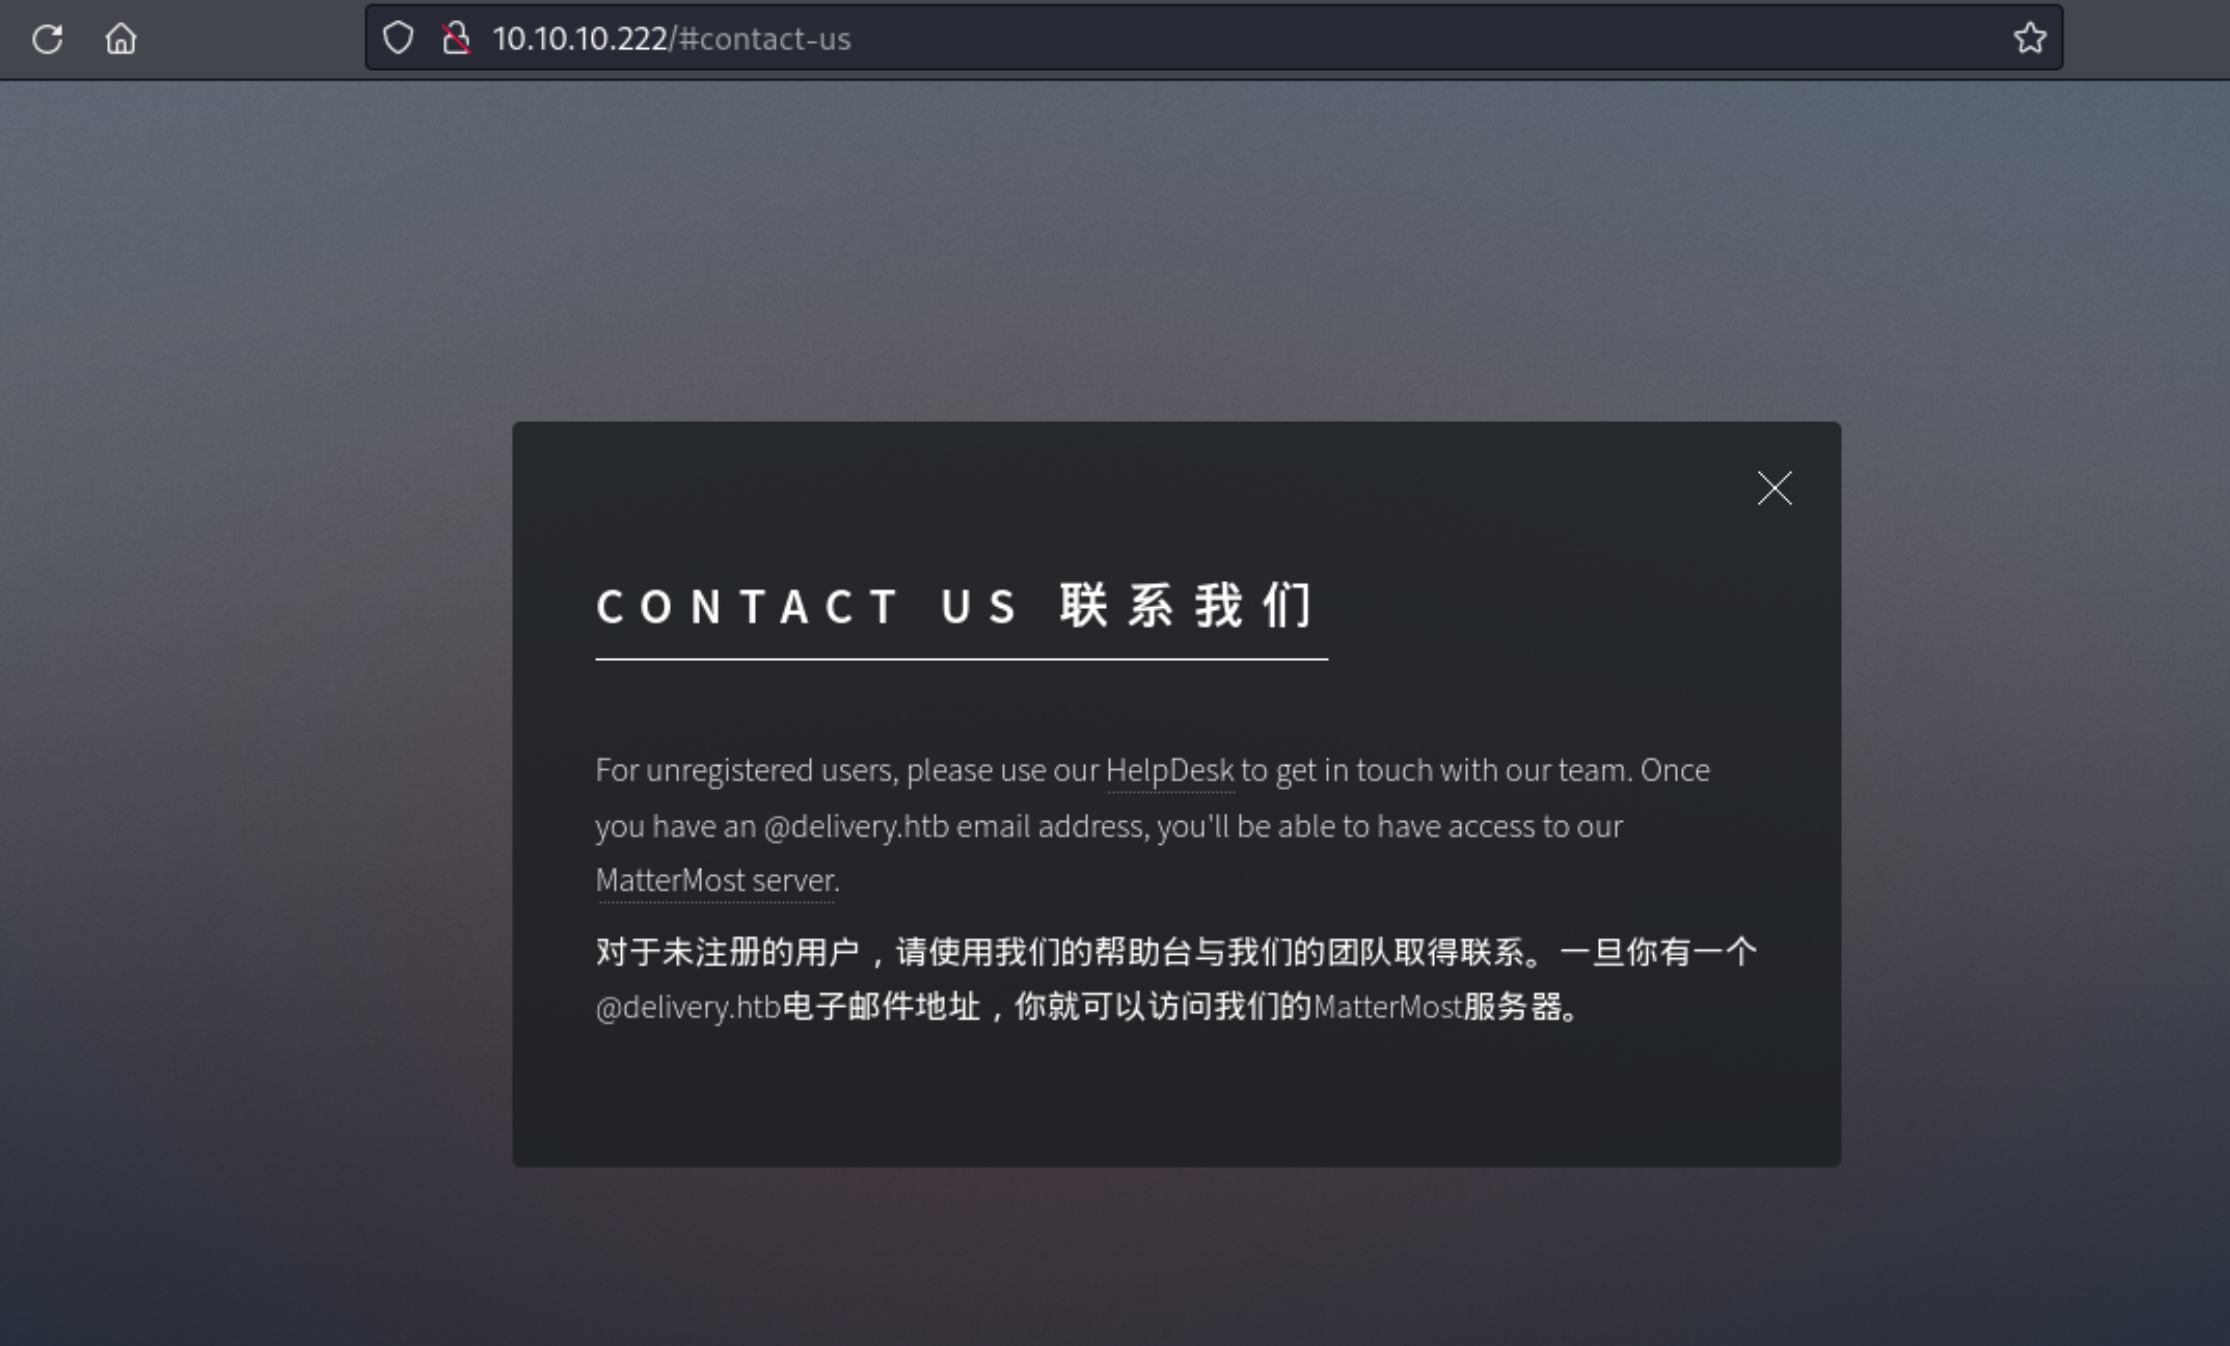 10.10.10.222/#contact-us
CONTACT US 联系我们
For unregistered users, please use our HelpDesk to get in touch with our team. Once
you have an @delivery.htb email address, you'll be able to have access to our
MatterMost server.
对于未注册的用户，请使用我们的帮助台与我们的团队取得联系。一旦你有一个
@delivery.htb电子邮件地址，你就可以访问我们的MatterMost服务器。